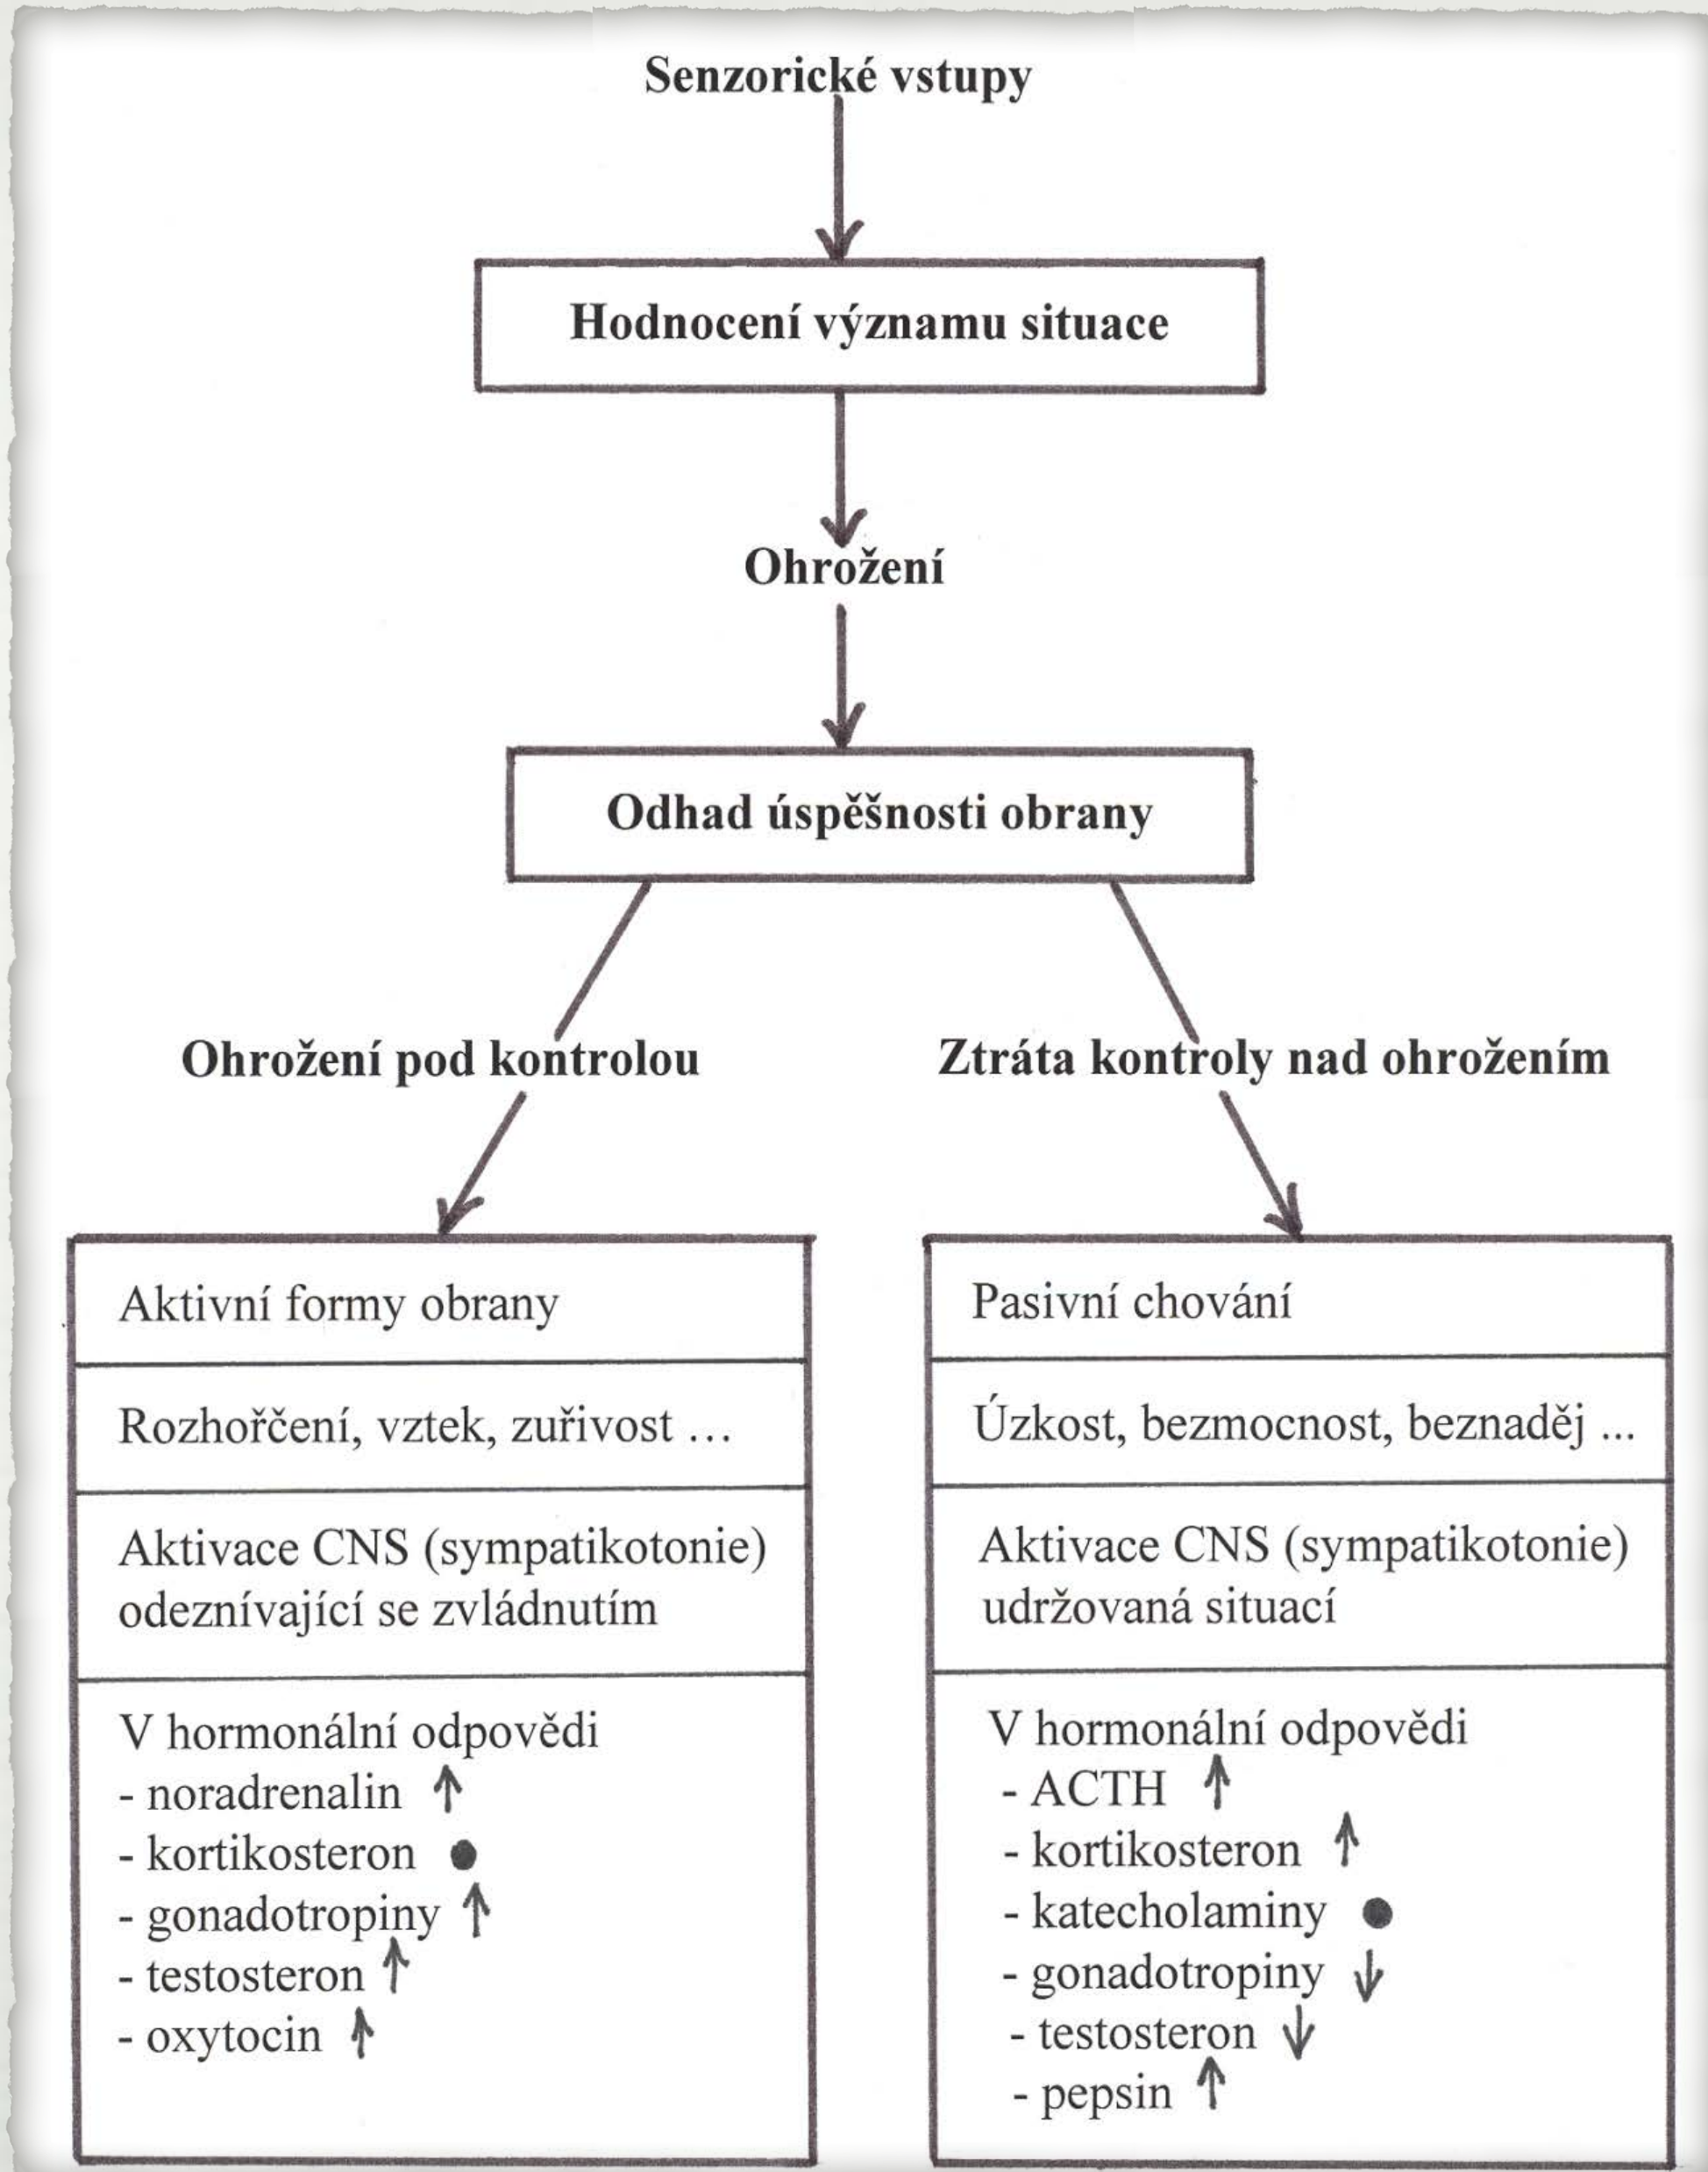 Senzorické vstupy
Hodnocení významu situace
Ohrožení
Odhad úspěšnosti obrany
Ohrožení pod kontrolou
Ztráta kontroly nad ohrožením
Aktivní formy obrany
Rozhořčení, vztek, zuřivost …
Aktivace CNS (sympatikotonie)
odeznívající se zvládnutím
V hormonální odpovědi
- noradrenalin ↑
- kortikosteron ●
- gonadotropiny ↑
- testosteron ↑
- oxytocin ↑
Pasivní chování
Úzkost, bezmocnost, beznaděj ...
Aktivace CNS (sympatikotonie)
udržovaná situací
V hormonální odpovědi
- ACTH ↑
- kortikosteron ↑
- katecholaminy ●
- gonadotropiny ↓
- testosteron ↓
- pepsin ↑